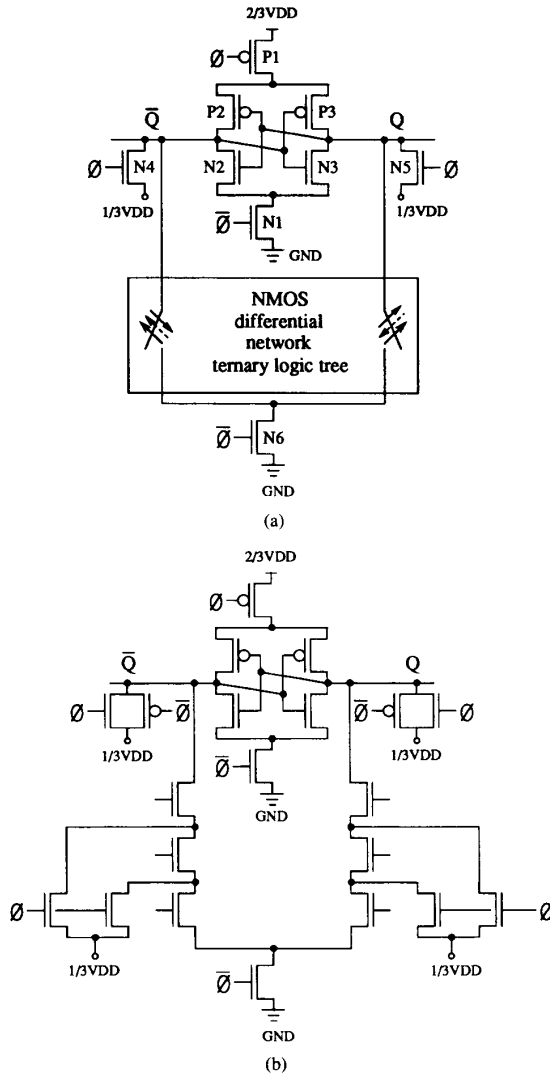 2/3VDD
Ø P1
Q̅ P2 P3 Q
Ø N4 N2 N3 N5 Ø
1/3VDD 1/3VDD
Ø̅ N1
GND
NMOS
differential
network
ternary logic tree
Ø̅ N6
GND
(a)
2/3VDD
Ø
Q̅ Q
Ø Ø̅ Ø̅ Ø
1/3VDD 1/3VDD
Ø̅
GND
Ø Ø
1/3VDD 1/3VDD
Ø̅
GND
(b)